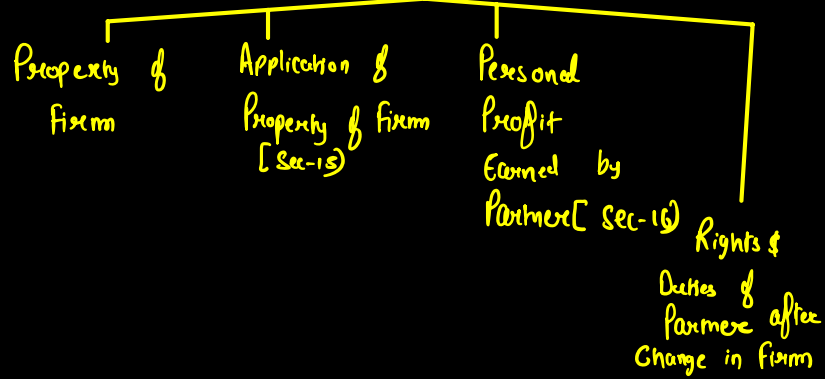 Property of
Firm
Application of
Property of Firm
[Sec-15)
Personal
Profit
Earned by
Partner[Sec-16)
Rights &
Duties of
Partner after
Change in Firm